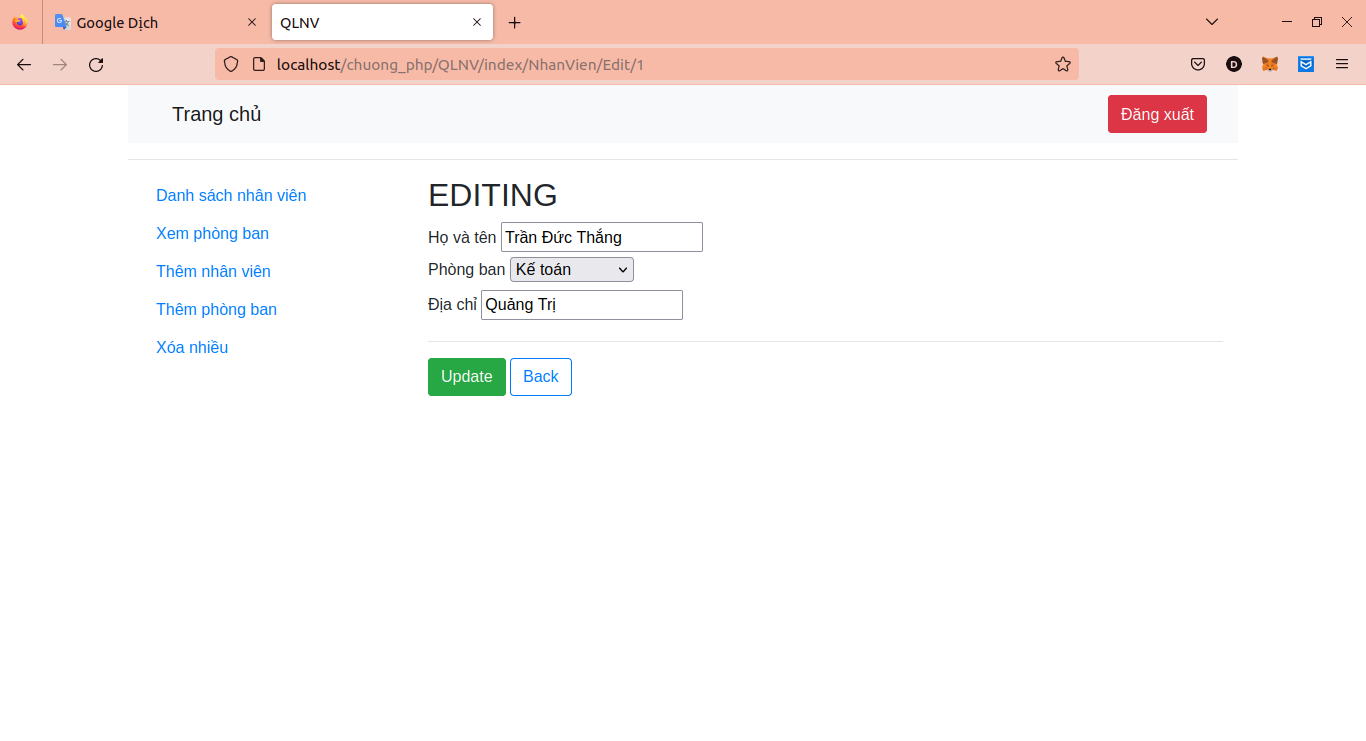 Google Dịch
QLNV
localhost/chuong_php/QLNV/index/NhanVien/Edit/1
D
Trang chủ
Đăng xuất
Danh sách nhân viên
Xem phòng ban
Thêm nhân viên
Thêm phòng ban
Xóa nhiều
EDITING
Họ và tên Trần Đức Thắng
Phòng ban Kế toán
Địa chỉ Quảng Trị
Update Back